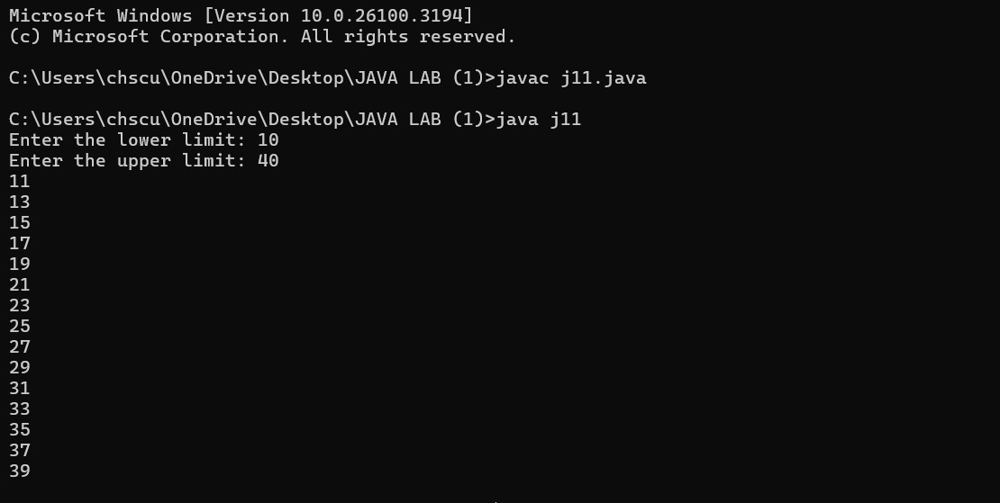 Microsoft Windows [Version 10.0.26100.3194]
(c) Microsoft Corporation. All rights reserved.
C:\Users\chscu\OneDrive\Desktop\JAVA LAB (1)>javac j11.java
C:\Users\chscu\OneDrive\Desktop\JAVA LAB (1)>java j11
Enter the lower limit: 10
Enter the upper limit: 40
11
13
15
17
19
21
23
25
27
29
31
33
35
37
39